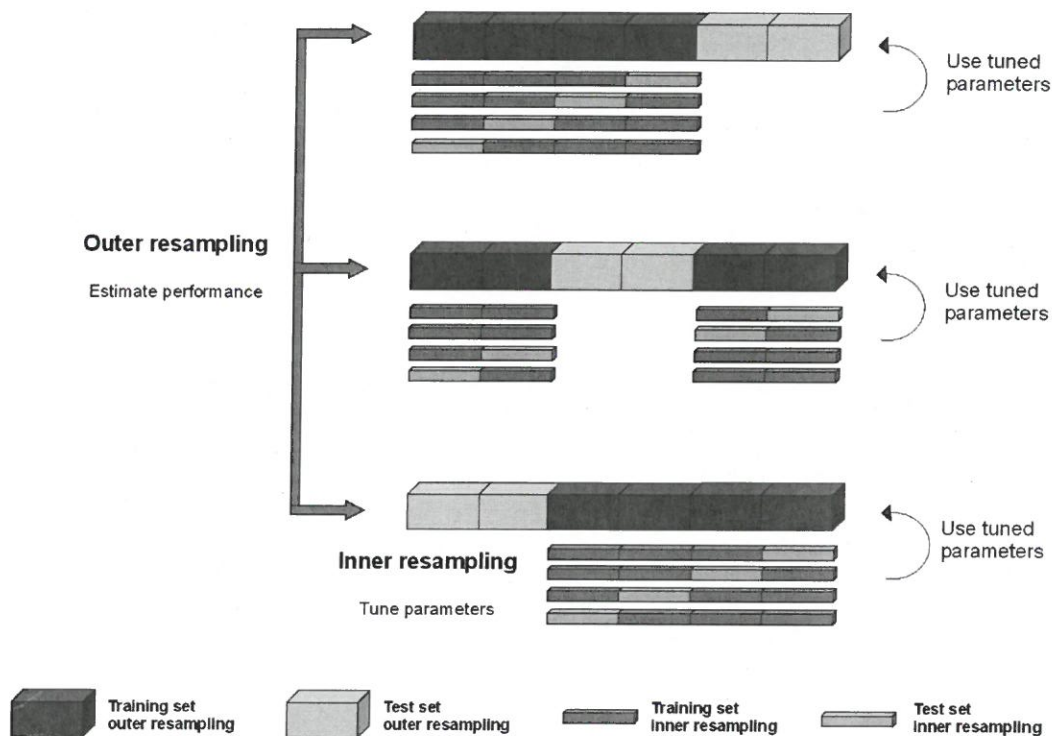 Use tuned
parameters
Outer resampling
Estimate performance
Use tuned
parameters
Inner resampling
Tune parameters
Use tuned
parameters
Training set
outer resampling
Test set
outer resampling
Training set
inner resampling
Test set
inner resampling